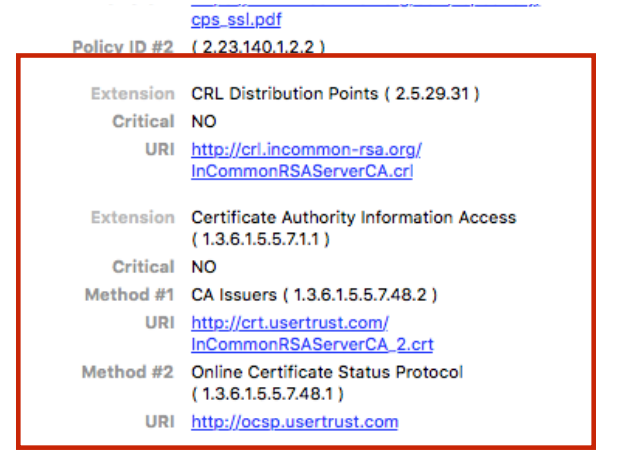 cps_ssl.pdf
Policy ID #2 ( 2.23.140.1.2.2 )
Extension CRL Distribution Points ( 2.5.29.31 )
Critical NO
URI http://crl.incommon-rsa.org/
InCommonRSAServerCA.crl
Extension Certificate Authority Information Access
( 1.3.6.1.5.5.7.1.1 )
Critical NO
Method #1 CA Issuers ( 1.3.6.1.5.5.7.48.2 )
URI http://crt.usertrust.com/
InCommonRSAServerCA_2.crt
Method #2 Online Certificate Status Protocol
( 1.3.6.1.5.5.7.48.1 )
URI http://ocsp.usertrust.com